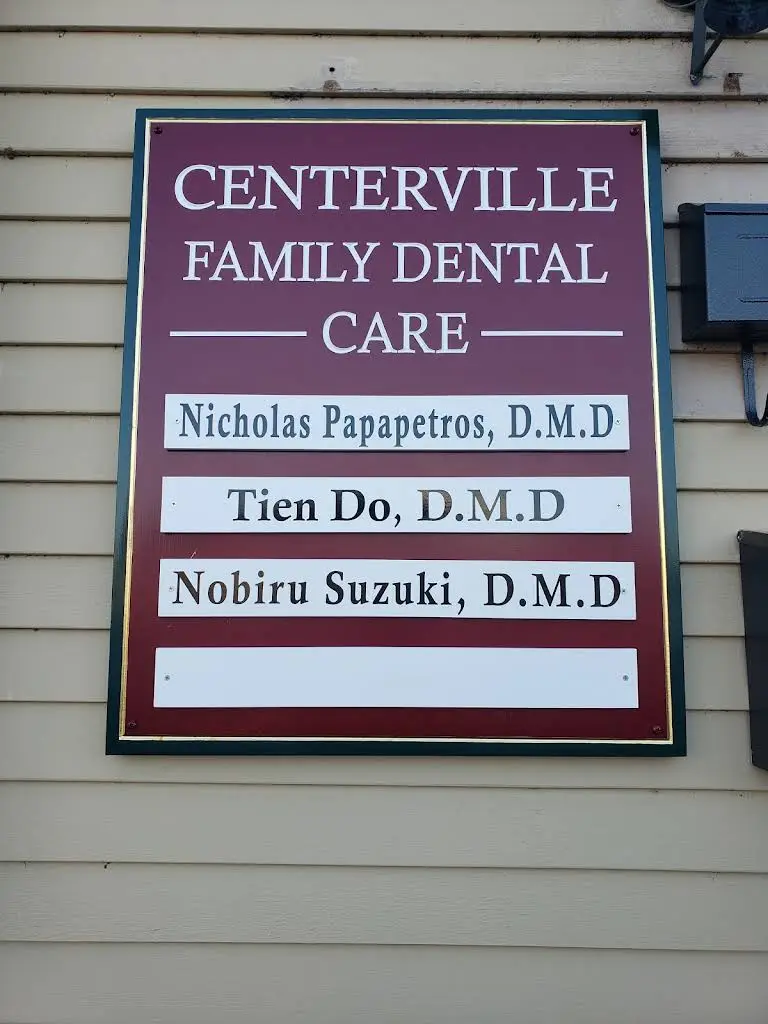 CENTERVILLE
FAMILY DENTAL
CARE
Nicholas Papapetros, D.M.D
Tien Do, D.M.D
Nobiru Suzuki, D.M.D